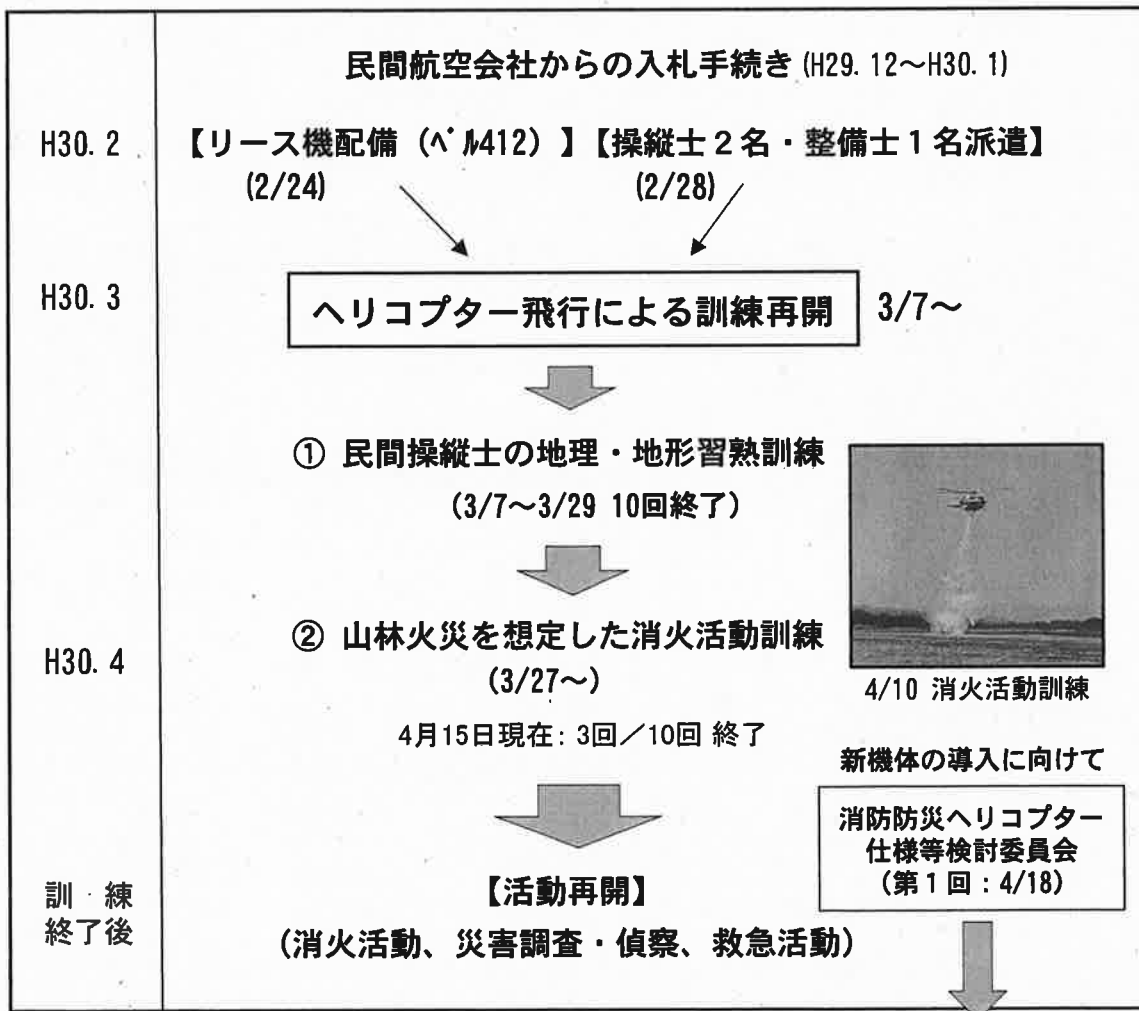 民間航空会社からの入札手続き (H29.12～H30.1)
H30.2
【リース機配備（ベル412）】【操縦士２名・整備士１名派遣】
(2/24)
(2/28)
H30.3
ヘリコプター飛行による訓練再開
3/7～
① 民間操縦士の地理・地形習熟訓練
(3/7～3/29 10回終了)
② 山林火災を想定した消火活動訓練
H30.4
(3/27～)
4月15日現在: 3回／10回 終了
4/10 消火活動訓練
新機体の導入に向けて
消防防災ヘリコプター
仕様等検討委員会
(第１回：4/18)
訓 練
終了後
【活動再開】
(消火活動、災害調査・偵察、救急活動)